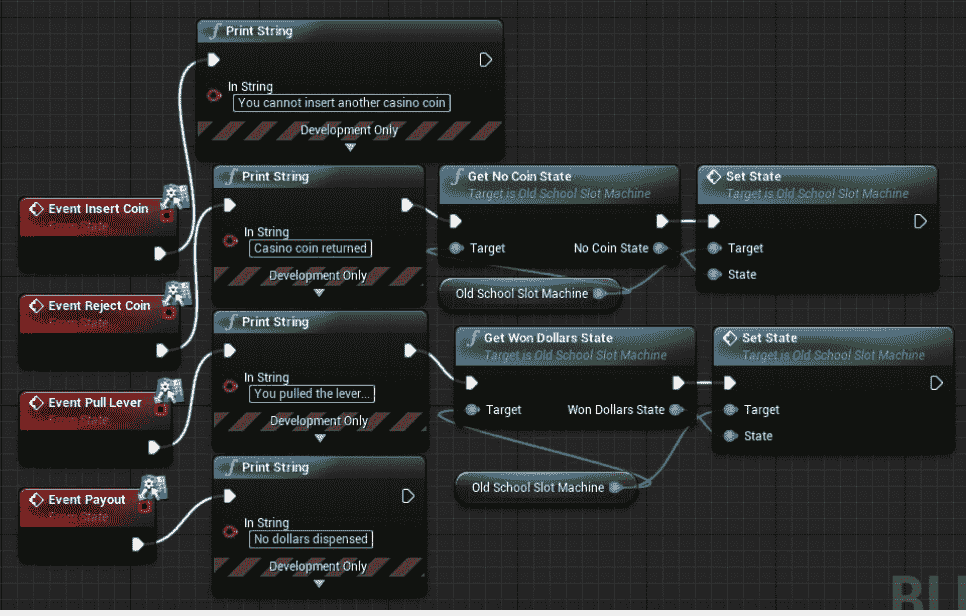 Print String
In String
You cannot insert another casino coin
Development Only
Event Insert Coin
State
Print String
In String
Casino coin returned
Development Only
Get No Coin State
Target is Old School Slot Machine
Target
No Coin State
Old School Slot Machine
Set State
Target is Old School Slot Machine
Target
State
Event Reject Coin
State
Print String
In String
You pulled the lever...
Development Only
Get Won Dollars State
Target is Old School Slot Machine
Target
Won Dollars State
Old School Slot Machine
Set State
Target is Old School Slot Machine
Target
State
Event Pull Lever
State
Event Payout
State
Print String
In String
No dollars dispensed
Development Only